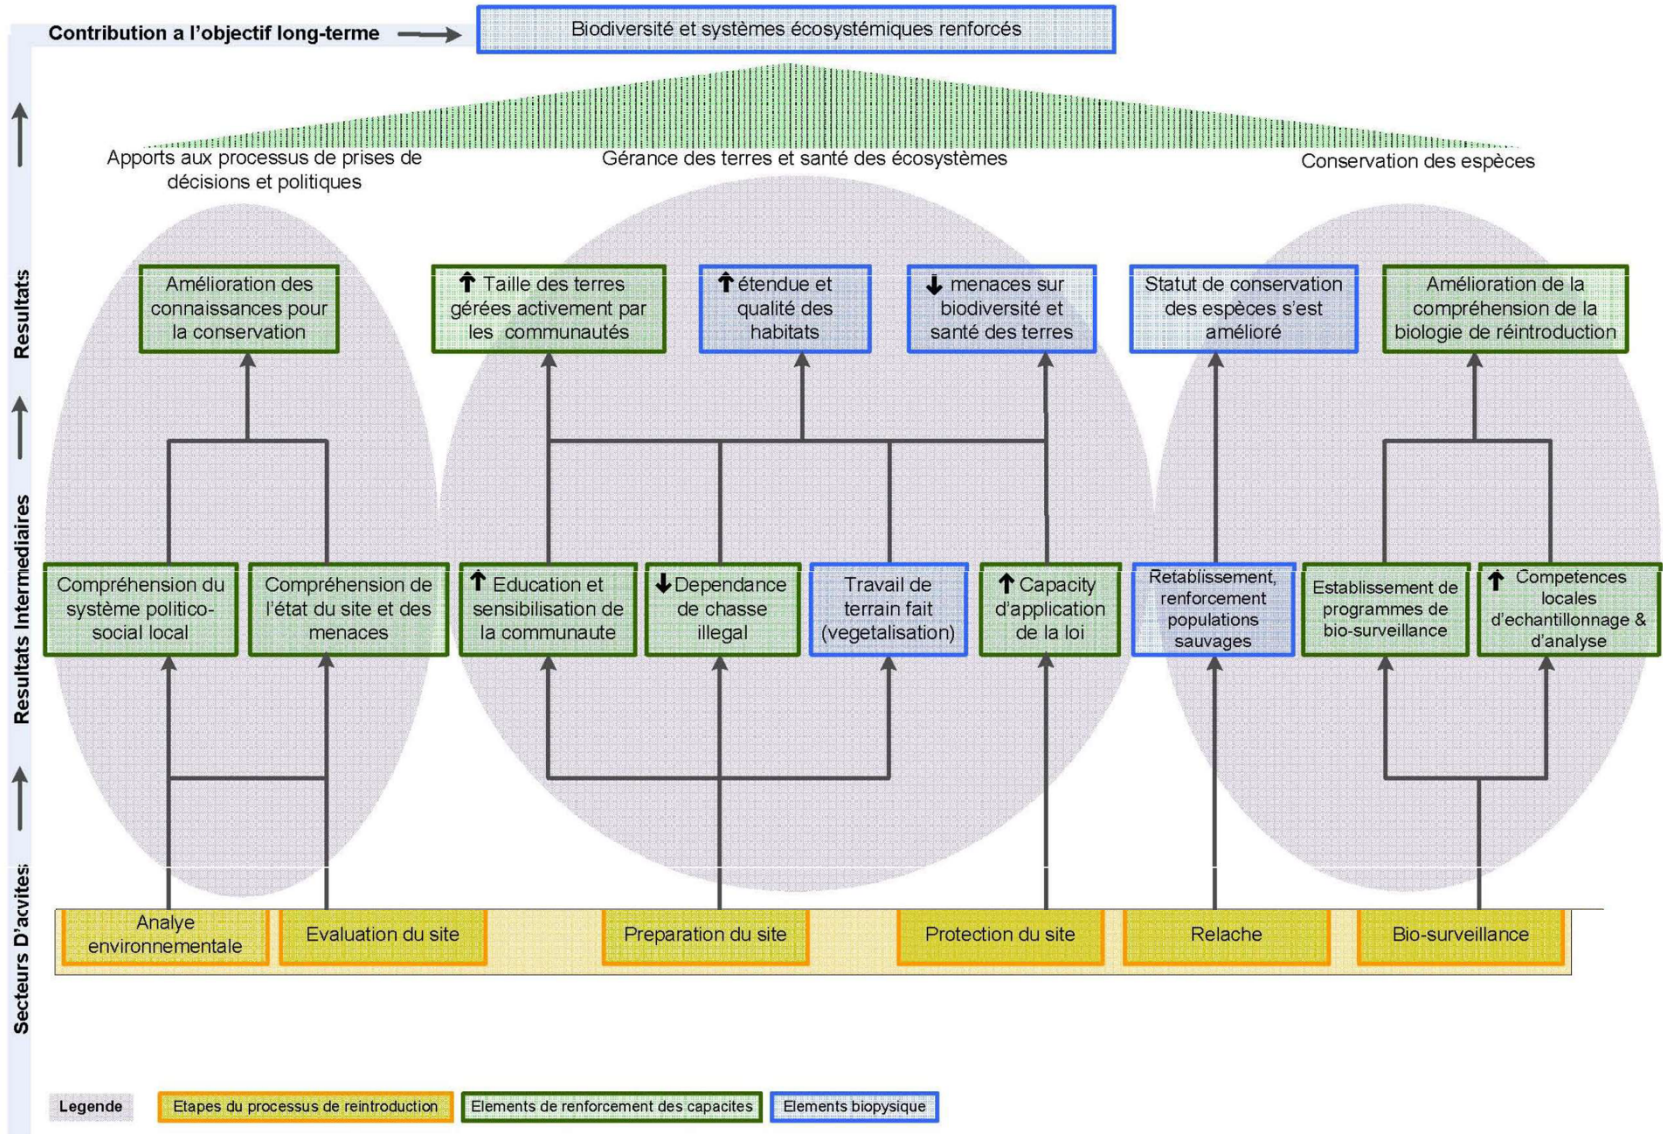 Contribution a l'objectif long-terme
Biodiversité et systèmes écosystémiques renforcés
Apports aux processus de prises de
décisions et politiques
Gérance des terres et santé des écosystèmes
Conservation des espèces
Resultats
Amélioration des
connaissances pour
la conservation
↑ Taille des terres
gérées activement par
les communautés
↑ étendue et
qualité des
habitats
↓ menaces sur
biodiversité et
santé des terres
Statut de conservation
des espèces s'est
amélioré
Amélioration de la
compréhension de la
biologie de réintroduction
Resultats Intermediaires
Compréhension du
système politico-
social local
Compréhension de
l'état du site et des
menaces
↑ Education et
sensibilisation de
la communaute
↓ Dependance
de chasse
illegal
Travail de
terrain fait
(vegetalisation)
↑ Capacity
d'application
de la loi
Retablissement,
renforcement
populations
sauvages
Establissement de
programmes de
bio-surveillance
↑ Competences
locales
d'echantillonnage &
d'analyse
Secteurs D'acvites
Analye
environnementale
Evaluation du site
Preparation du site
Protection du site
Relache
Bio-surveillance
Legende
Etapes du processus de reintroduction
Elements de renforcement des capacites
Elements biopysique